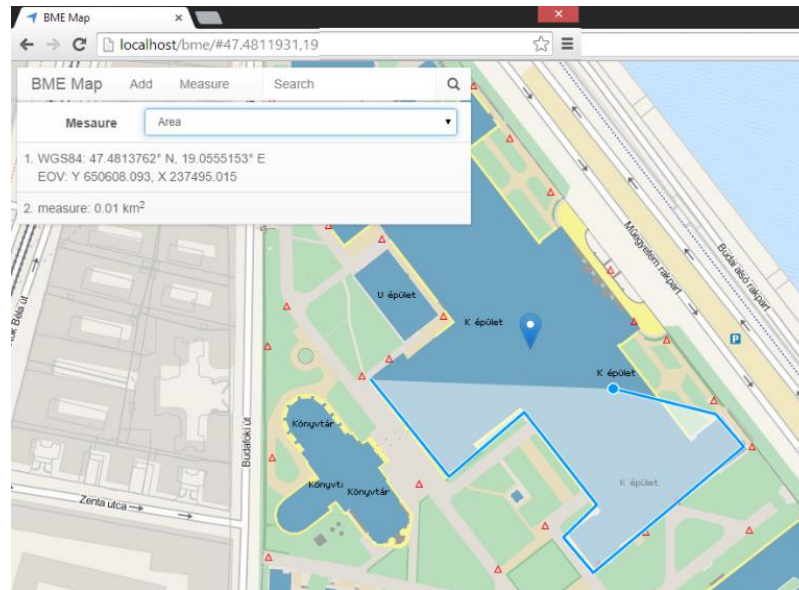 BME Map
localhost/bme/#47.4811931,19
BME Map Add Measure Search
Mesaure Area
1. WGS84: 47.4813762° N, 19.0555153° E
EOV: Y 650608.093, X 237495.015
2. measure: 0.01 km²
Műegyetem rakpart
Budai alsó rakpart
U épület
K épület
P
K épület
Könyvtár
Budafoki út
K épület
Könyvt
Könyvtár
Zenta utca
Béla út